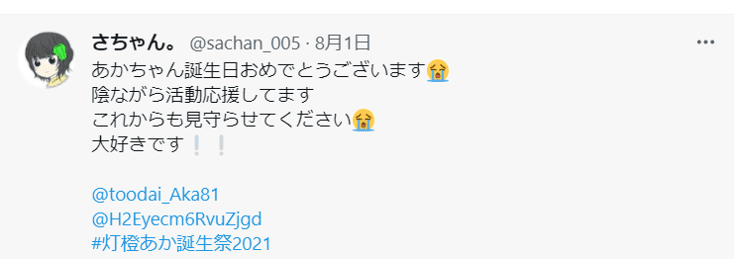 さちゃん。 @sachan_005 · 8月1日
あかちゃん誕生日おめでとうございます😭
陰ながら活動応援してます
これからも見守らせてください😭
大好きです❕❕
@toodai_Aka81
@H2Eyecm6RvuZjgd
#灯橙あか誕生祭2021